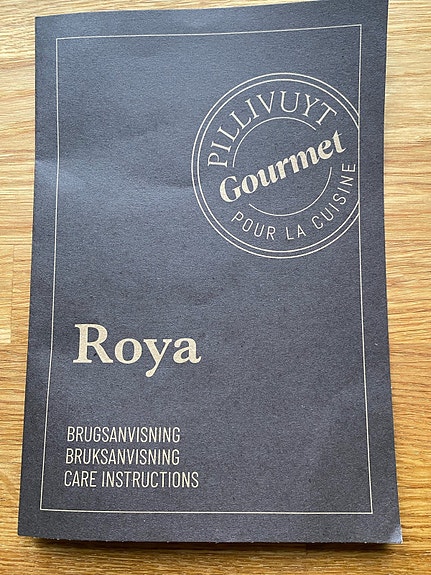 PILLIVUYT
Gourmet
POUR LA CUISINE
Roya
BRUGSANVISNING
BRUKSANVISNING
CARE INSTRUCTIONS